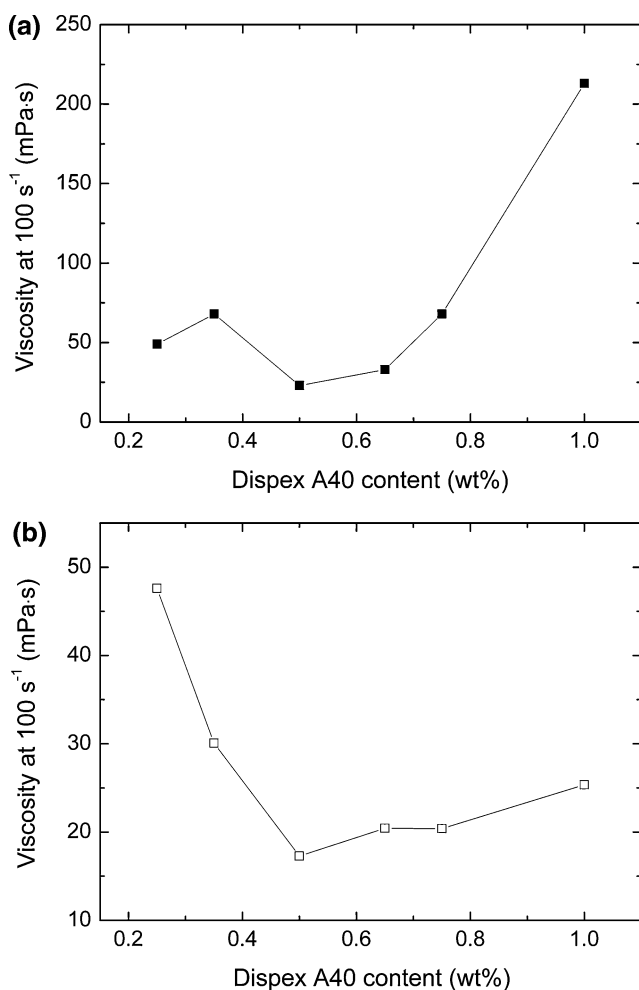 (a)
250
200
150
100
50
0
Viscosity at 100 s⁻¹ (mPa·s)
0.2 0.4 0.6 0.8 1.0
Dispex A40 content (wt%)
(b)
50
40
30
20
10
Viscosity at 100 s⁻¹ (mPa·s)
0.2 0.4 0.6 0.8 1.0
Dispex A40 content (wt%)